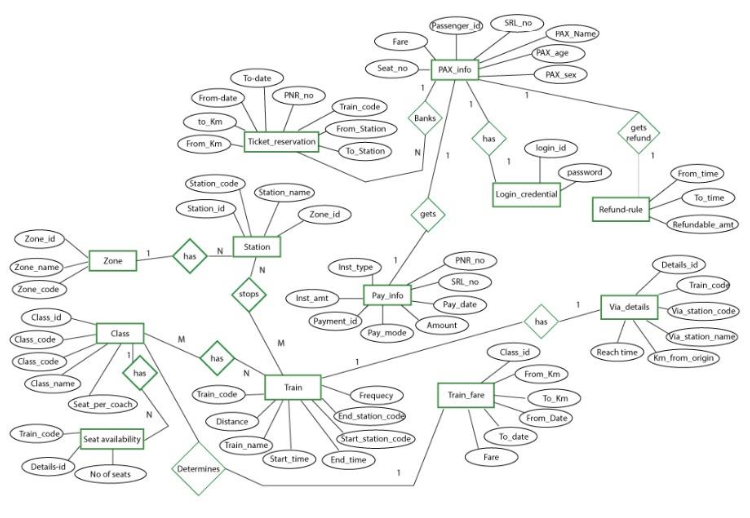 Passenger_id
SRL_no
PAX_Name
Fare
PAX_age
Seat_no
PAX_info
PAX_sex
To-date
From-date
PNR_no
Train_code
to_Km
From_Station
From_Km
Ticket_reservation
To_Station
1
Banks
N
1
has
1
1
gets
refund
1
1
login_id
password
Login_credential
From_time
To_time
Refund-rule
Refundable_amt
Station_code
Station_name
Station_id
Zone_id
Station
gets
1
Zone_id
Zone_name
Zone_code
Zone
1
has
N
N
stops
M
Inst_type
PNR_no
SRL_no
Inst_amt
Pay_info
Pay_date
Payment_id
Pay_mode
Amount
Details_id
Train_code
Via_details
Via_station_code
Via_station_name
Reach time
Km_from_origin
1
has
1
Class_id
Class_code
Class_code
Class_name
Class
Seat_per_coach
M
has
N
1
has
N
Train
Train_code
Frequecy
Distance
End_station_code
Train_name
Start_station_code
Start_time
End_time
Class_id
From_Km
Train_fare
To_Km
From_Date
To_date
Fare
Train_code
Seat availability
Details-id
No of seats
Determines
1